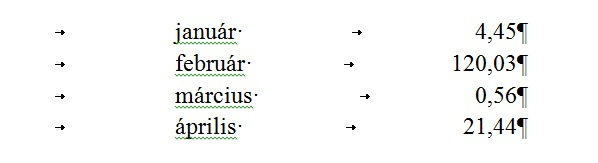 január 4,45
február 120,03
március 0,56
április 21,44